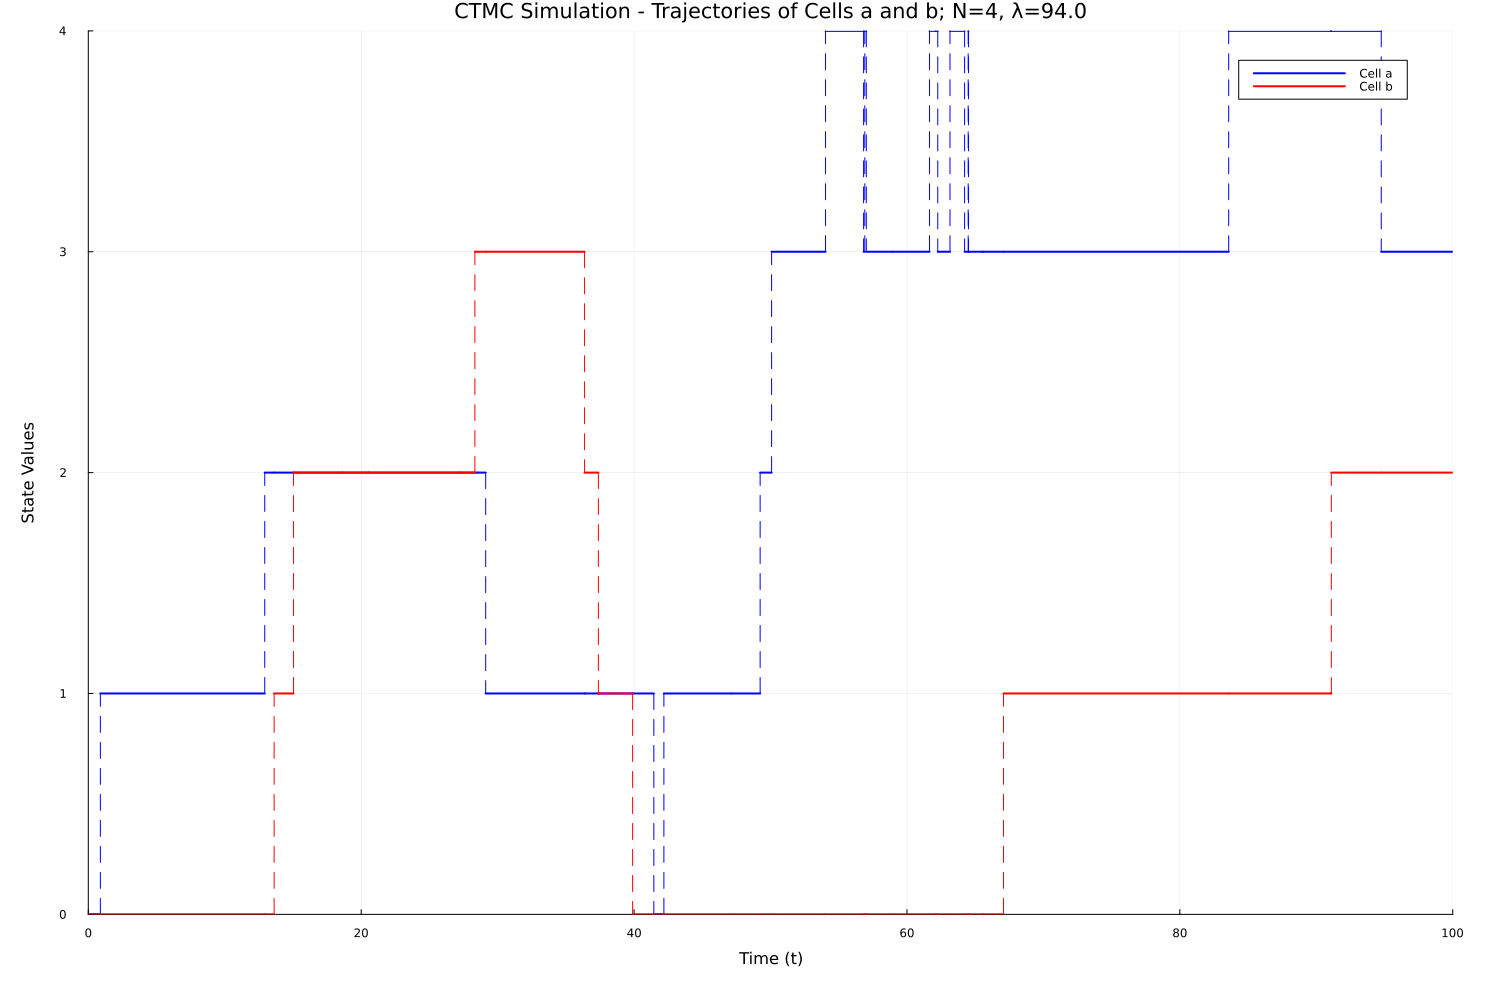 CTMC Simulation - Trajectories of Cells a and b; N=4, λ=94.0
4
Cell a
Cell b
3
2
State Values
1
0
0 20 40 60 80 100
Time (t)